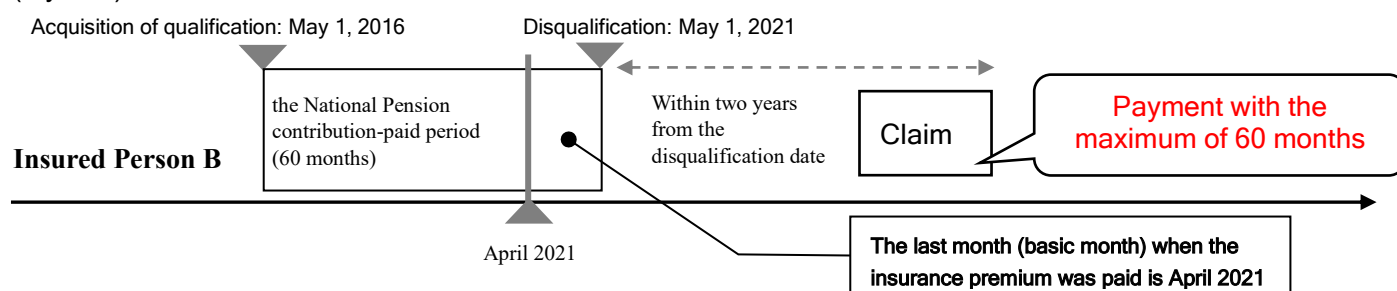 Acquisition of qualification: May 1, 2016
Disqualification: May 1, 2021
the National Pension
contribution-paid period
(60 months)
Within two years
from the
disqualification date
Claim
Payment with the
maximum of 60 months
Insured Person B
April 2021
The last month (basic month) when the
insurance premium was paid is April 2021